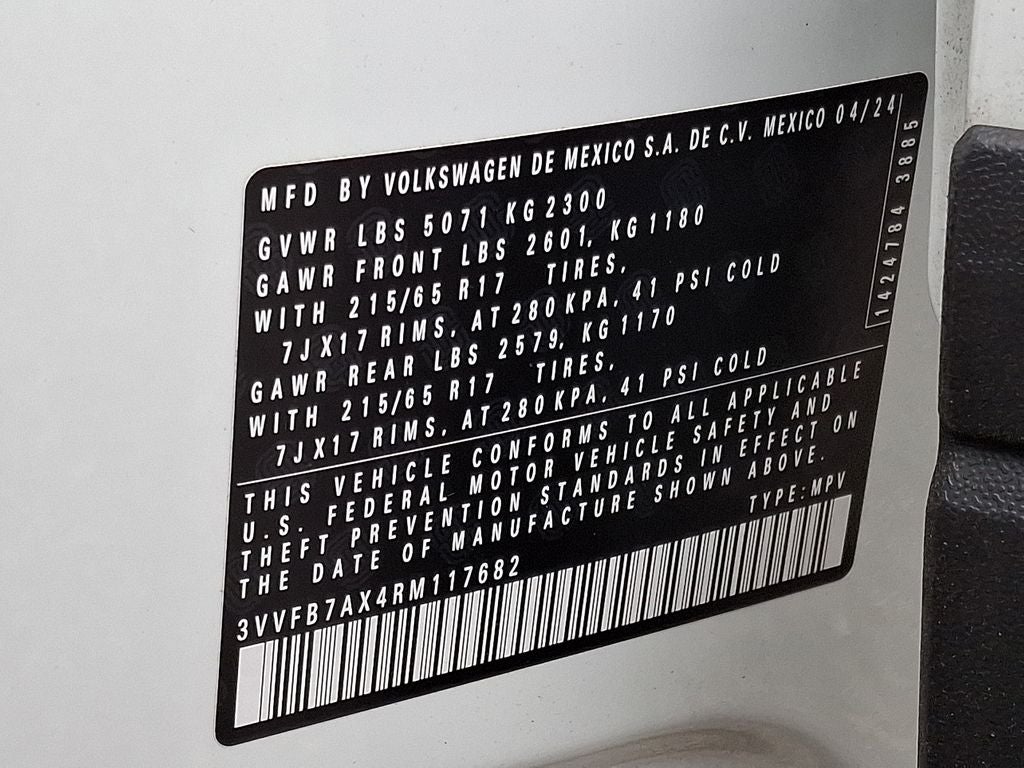 MFD BY VOLKSWAGEN DE MEXICO S.A. DE C.V. MEXICO 04/24
GVWR LBS 5071 KG 2300
GAWR FRONT LBS 2601, KG 1180
WITH 215/65 R17 TIRES,
7JX17 RIMS, AT 280 KPA, 41 PSI COLD
GAWR REAR LBS 2579, KG 1170
WITH 215/65 R17 TIRES,
7JX17 RIMS, AT 280 KPA, 41 PSI COLD
THIS VEHICLE CONFORMS TO ALL APPLICABLE
U.S. FEDERAL MOTOR VEHICLE SAFETY AND
THEFT PREVENTION STANDARDS IN EFFECT ON
THE DATE OF MANUFACTURE SHOWN ABOVE.
TYPE: MPV
3VVFB7AX4RM117682
1424784 3885